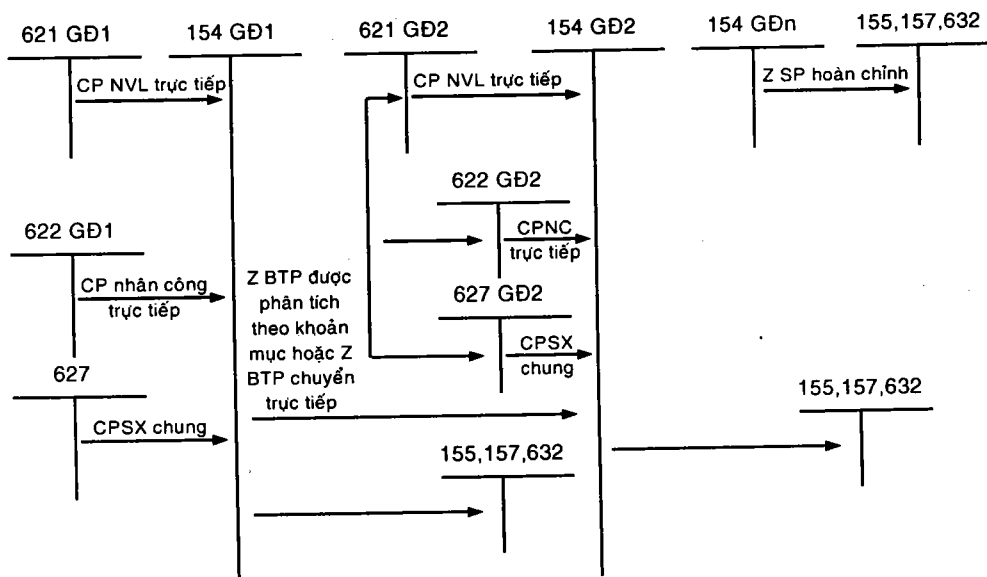 621 GĐ1
154 GĐ1
621 GĐ2
154 GĐ2
154 GĐn
155,157,632
CP NVL trực tiếp
CP NVL trực tiếp
Z SP hoàn chỉnh
622 GĐ2
CPNC
trực tiếp
622 GĐ1
CP nhân công
trực tiếp
Z BTP được
phân tích
theo khoản
mục hoặc Z
BTP chuyển
trực tiếp
627 GĐ2
CPSX
chung
627
CPSX chung
155,157,632
155,157,632